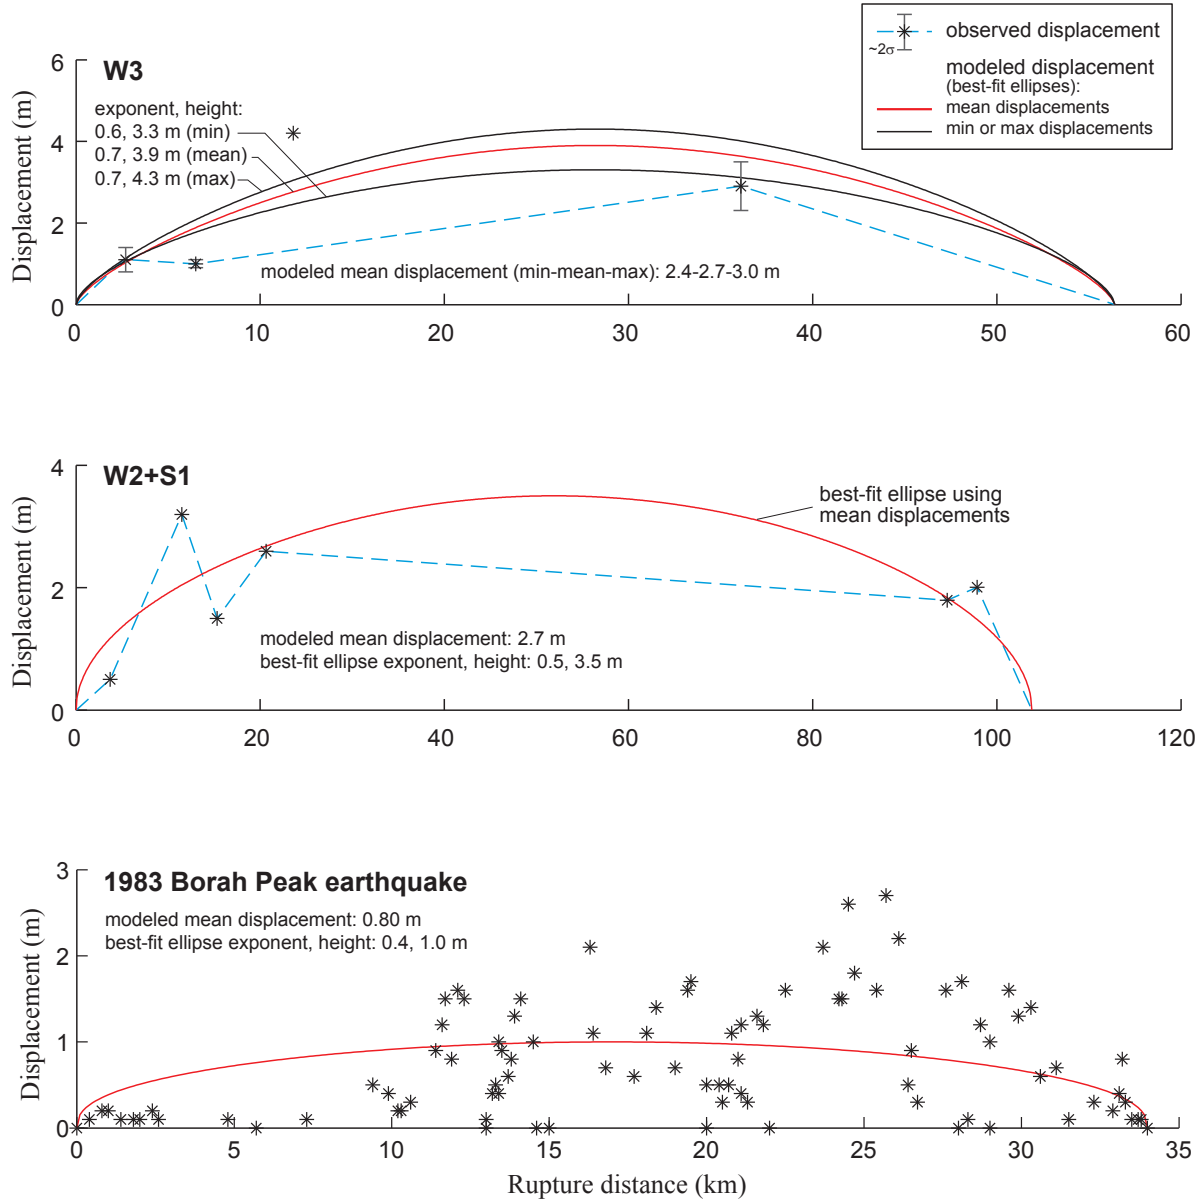 observed displacement
~2σ
modeled displacement
(best-fit ellipses):
mean displacements
min or max displacements
W3
exponent, height:
0.6, 3.3 m (min)
0.7, 3.9 m (mean)
0.7, 4.3 m (max)
modeled mean displacement (min-mean-max): 2.4-2.7-3.0 m
Displacement (m)
6
4
2
0
0 10 20 30 40 50 60
W2+S1
best-fit ellipse using
mean displacements
modeled mean displacement: 2.7 m
best-fit ellipse exponent, height: 0.5, 3.5 m
Displacement (m)
4
2
0
0 20 40 60 80 100 120
1983 Borah Peak earthquake
modeled mean displacement: 0.80 m
best-fit ellipse exponent, height: 0.4, 1.0 m
Displacement (m)
3
2
1
0
0 5 10 15 20 25 30 35
Rupture distance (km)